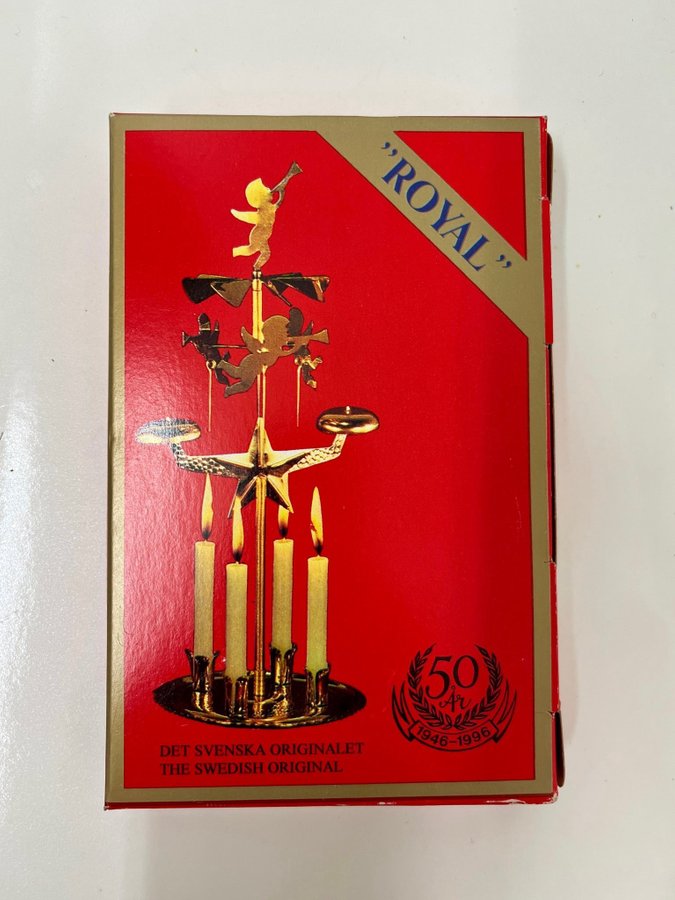 ”ROYAL”
50
År
1946-1996
DET SVENSKA ORIGINALET
THE SWEDISH ORIGINAL